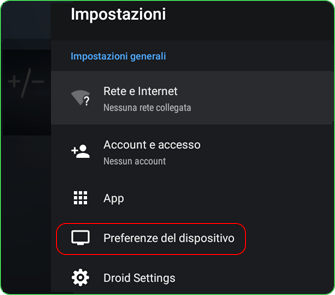 Impostazioni
Impostazioni generali
Rete e Internet
Nessuna rete collegata
Account e accesso
Nessun account
App
Preferenze del dispositivo
Droid Settings
+/−
?